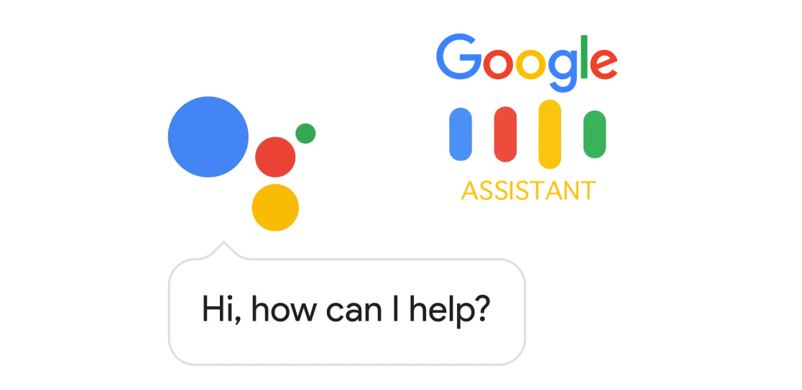 Google
ASSISTANT
Hi, how can I help?